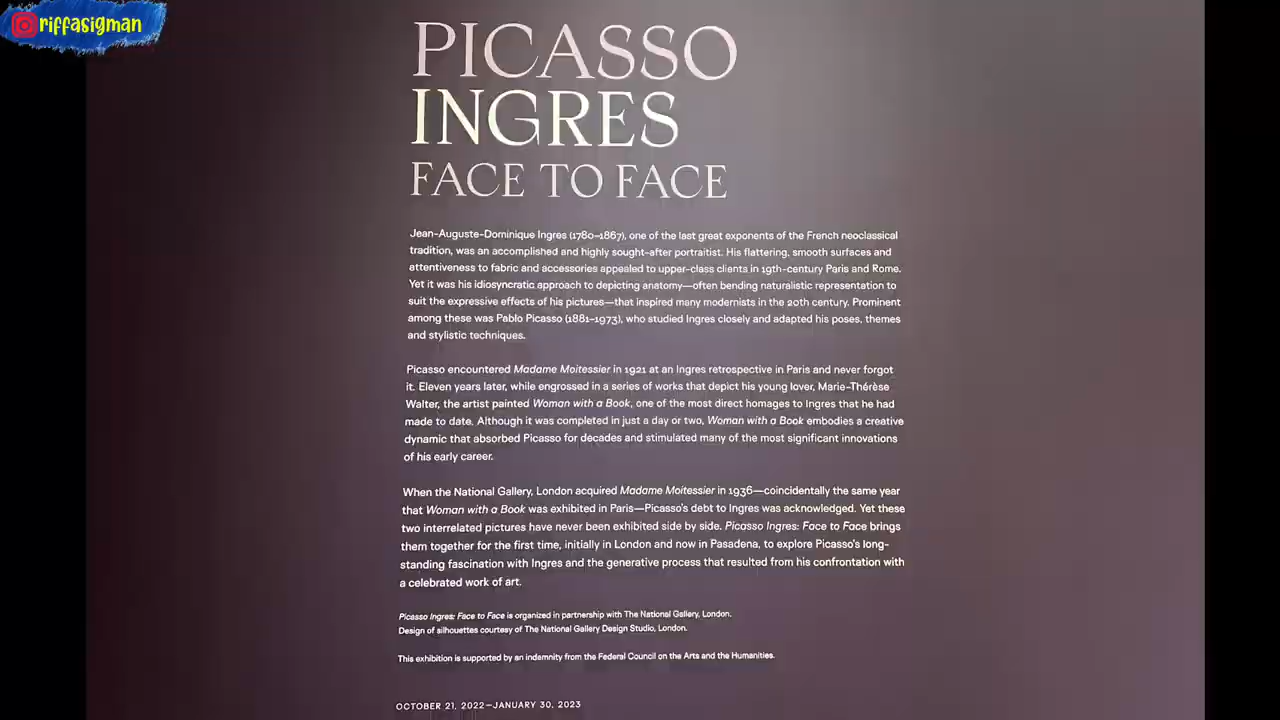 riffasigman
PICASSO
INGRES
FACE TO FACE
Jean-Auguste-Dominique Ingres (1780–1867), one of the last great exponents of the French neoclassical
tradition, was an accomplished and highly sought-after portraitist. His flattering, smooth surfaces and
attentiveness to fabric and accessories appealed to upper-class clients in 19th-century Paris and Rome.
Yet it was his idiosyncratic approach to depicting anatomy—often bending naturalistic representation to
suit the expressive effects of his pictures—that inspired many modernists in the 20th century. Prominent
among these was Pablo Picasso (1881–1973), who studied Ingres closely and adapted his poses, themes
and stylistic techniques.
Picasso encountered Madame Moitessier in 1921 at an Ingres retrospective in Paris and never forgot
it. Eleven years later, while engrossed in a series of works that depict his young lover, Marie-Thérèse
Walter, the artist painted Woman with a Book, one of the most direct homages to Ingres that he had
made to date. Although it was completed in just a day or two, Woman with a Book embodies a creative
dynamic that absorbed Picasso for decades and stimulated many of the most significant innovations
of his early career.
When the National Gallery, London acquired Madame Moitessier in 1936—coincidentally the same year
that Woman with a Book was exhibited in Paris—Picasso's debt to Ingres was acknowledged. Yet these
two interrelated pictures have never been exhibited side by side. Picasso Ingres: Face to Face brings
them together for the first time, initially in London and now in Pasadena, to explore Picasso's long-
standing fascination with Ingres and the generative process that resulted from his confrontation with
a celebrated work of art.
Picasso Ingres: Face to Face is organized in partnership with The National Gallery, London.
Design of silhouettes courtesy of The National Gallery Design Studio, London.
This exhibition is supported by an indemnity from the Federal Council on the Arts and the Humanities.
OCTOBER 21, 2022–JANUARY 30, 2023